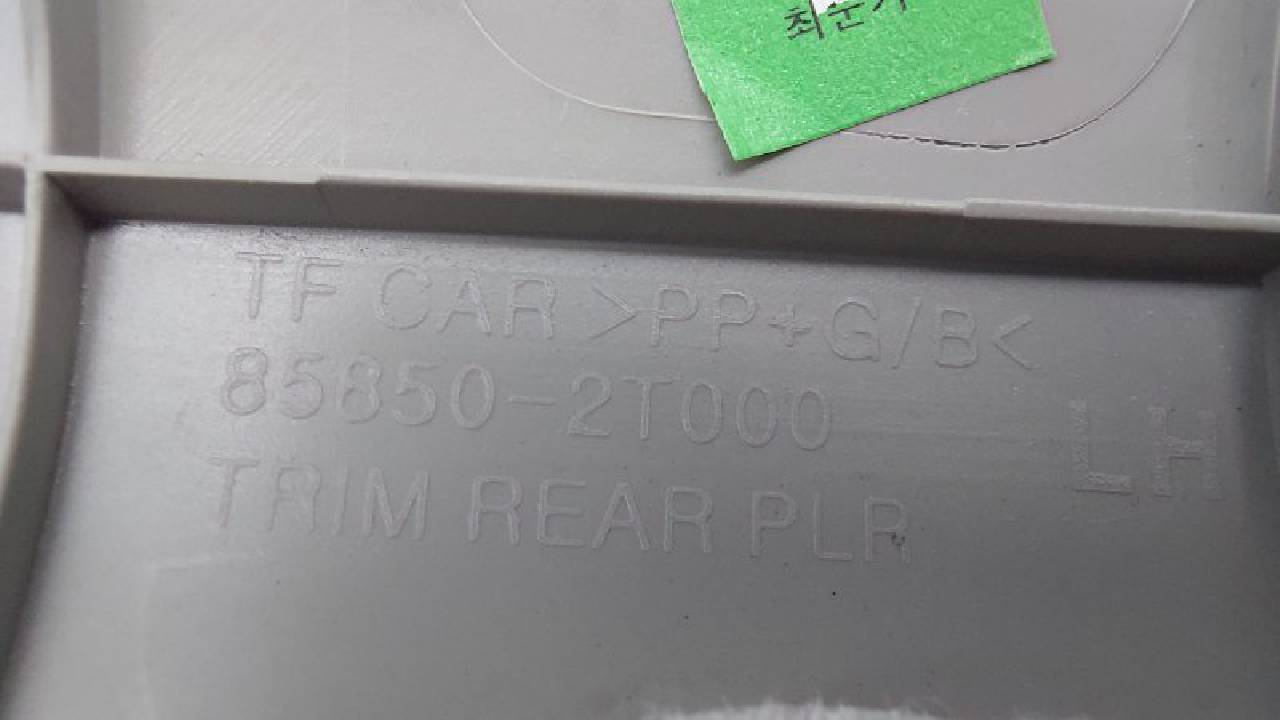 TF CAR >PP+G/B<
85850-2T000
LH
TRIM REAR PLR